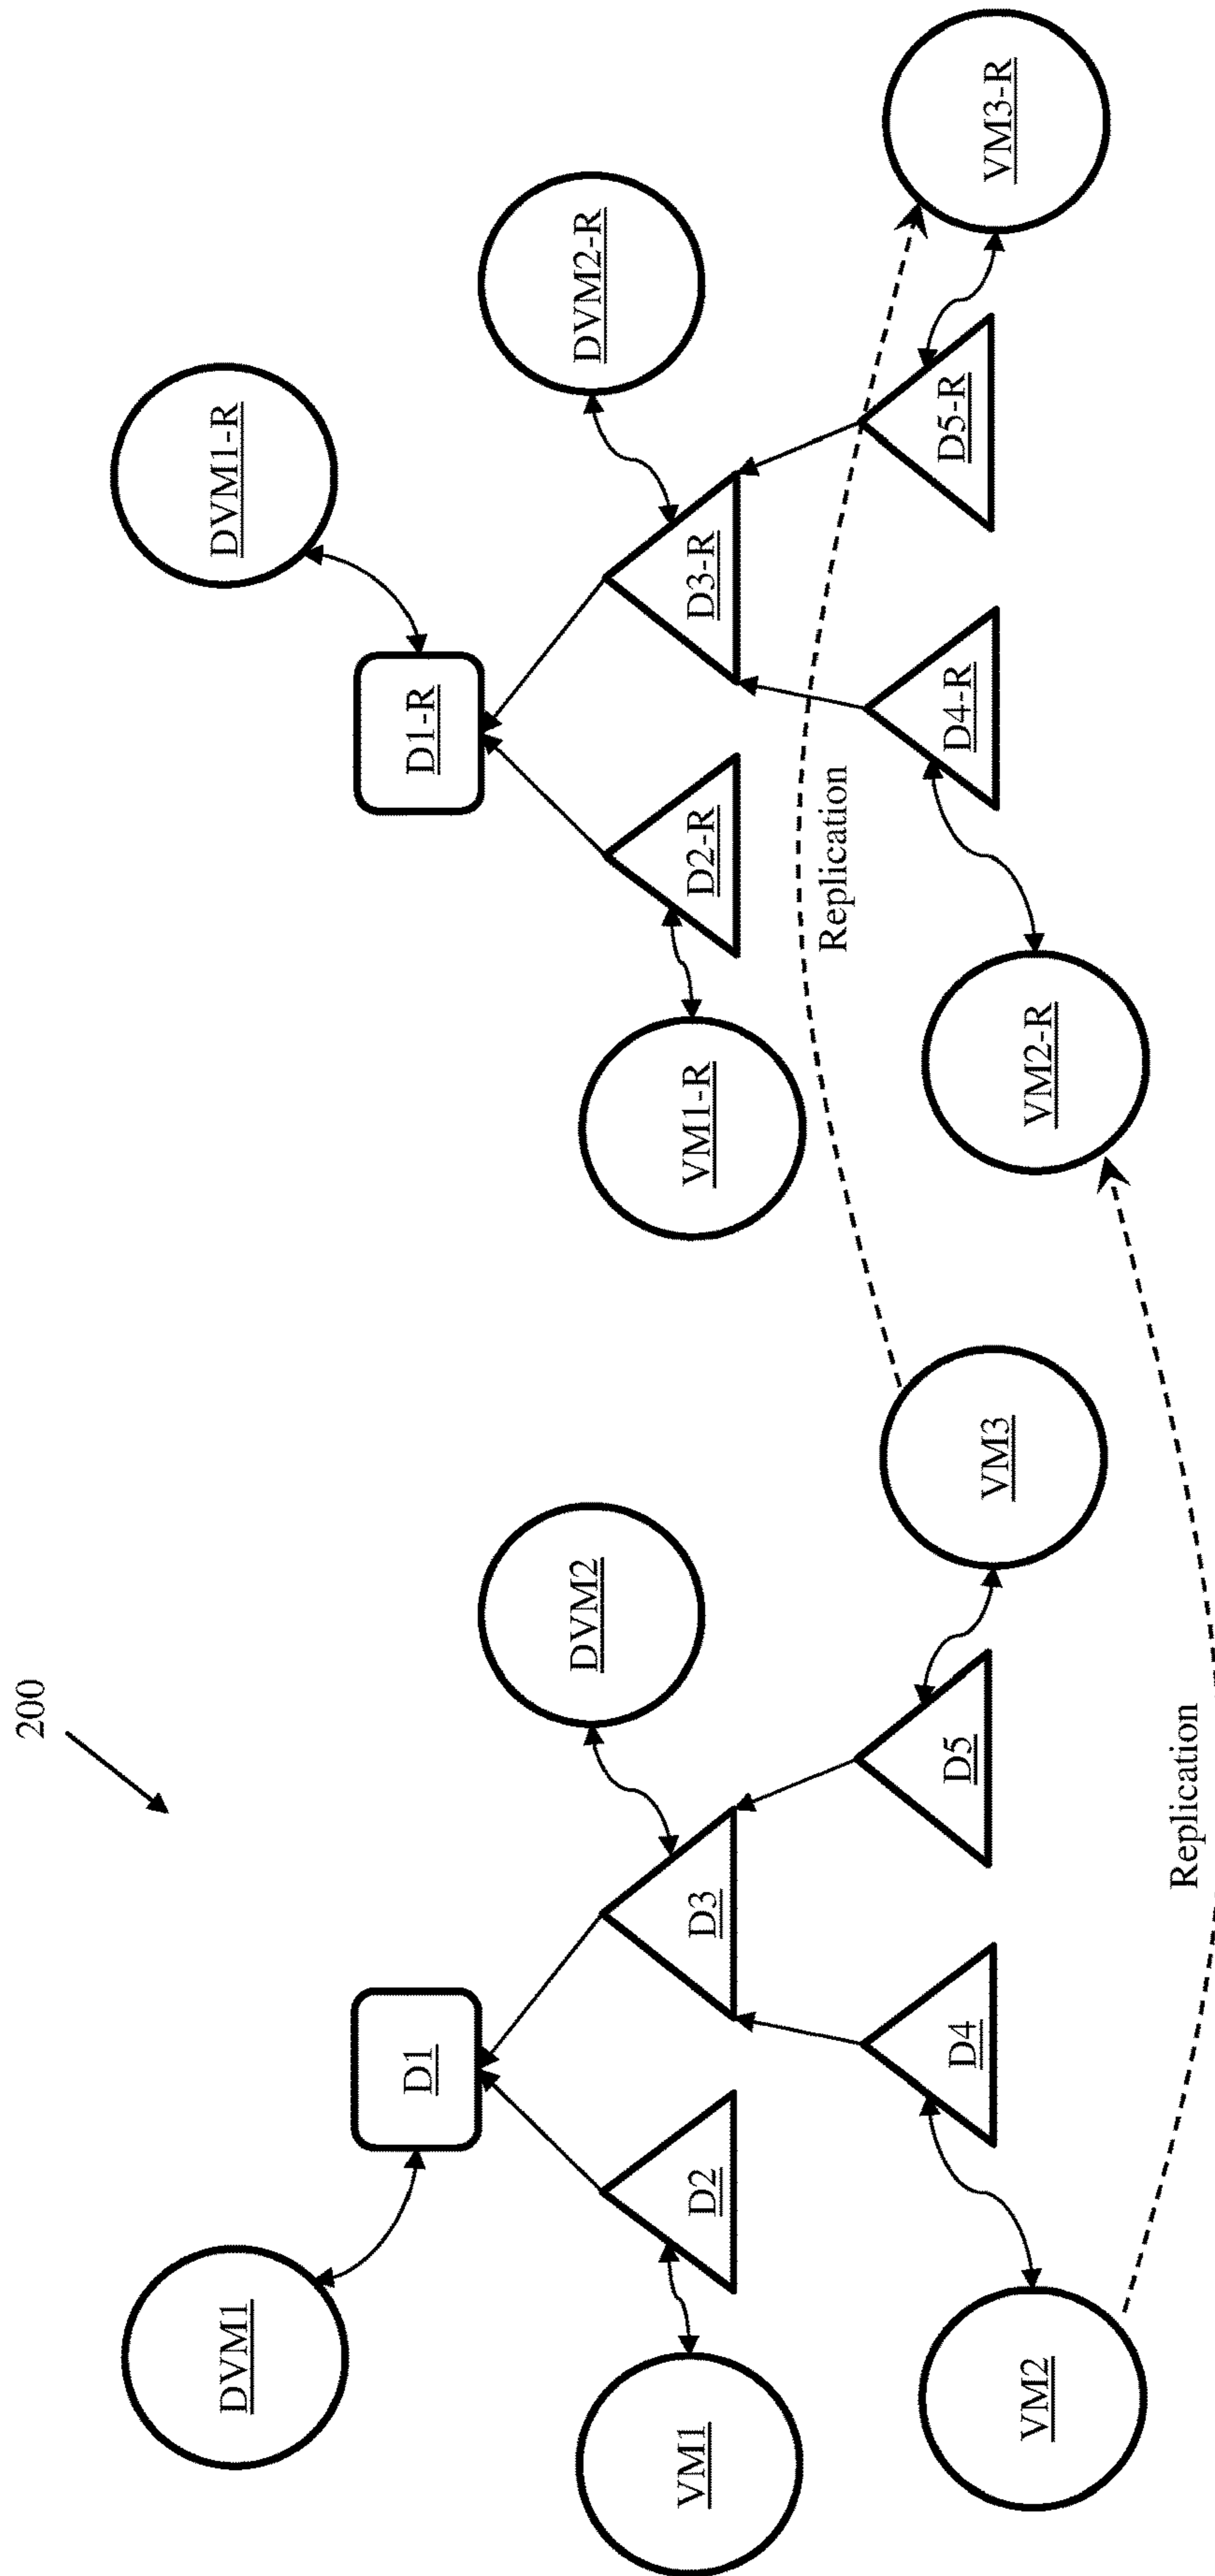 200
DVM1
D1
DVM2
D2
D3
VM1
D4
D5
VM3
VM2
Replication
DVM1-R
D1-R
DVM2-R
D2-R
D3-R
VM1-R
Replication
D4-R
D5-R
VM3-R
VM2-R